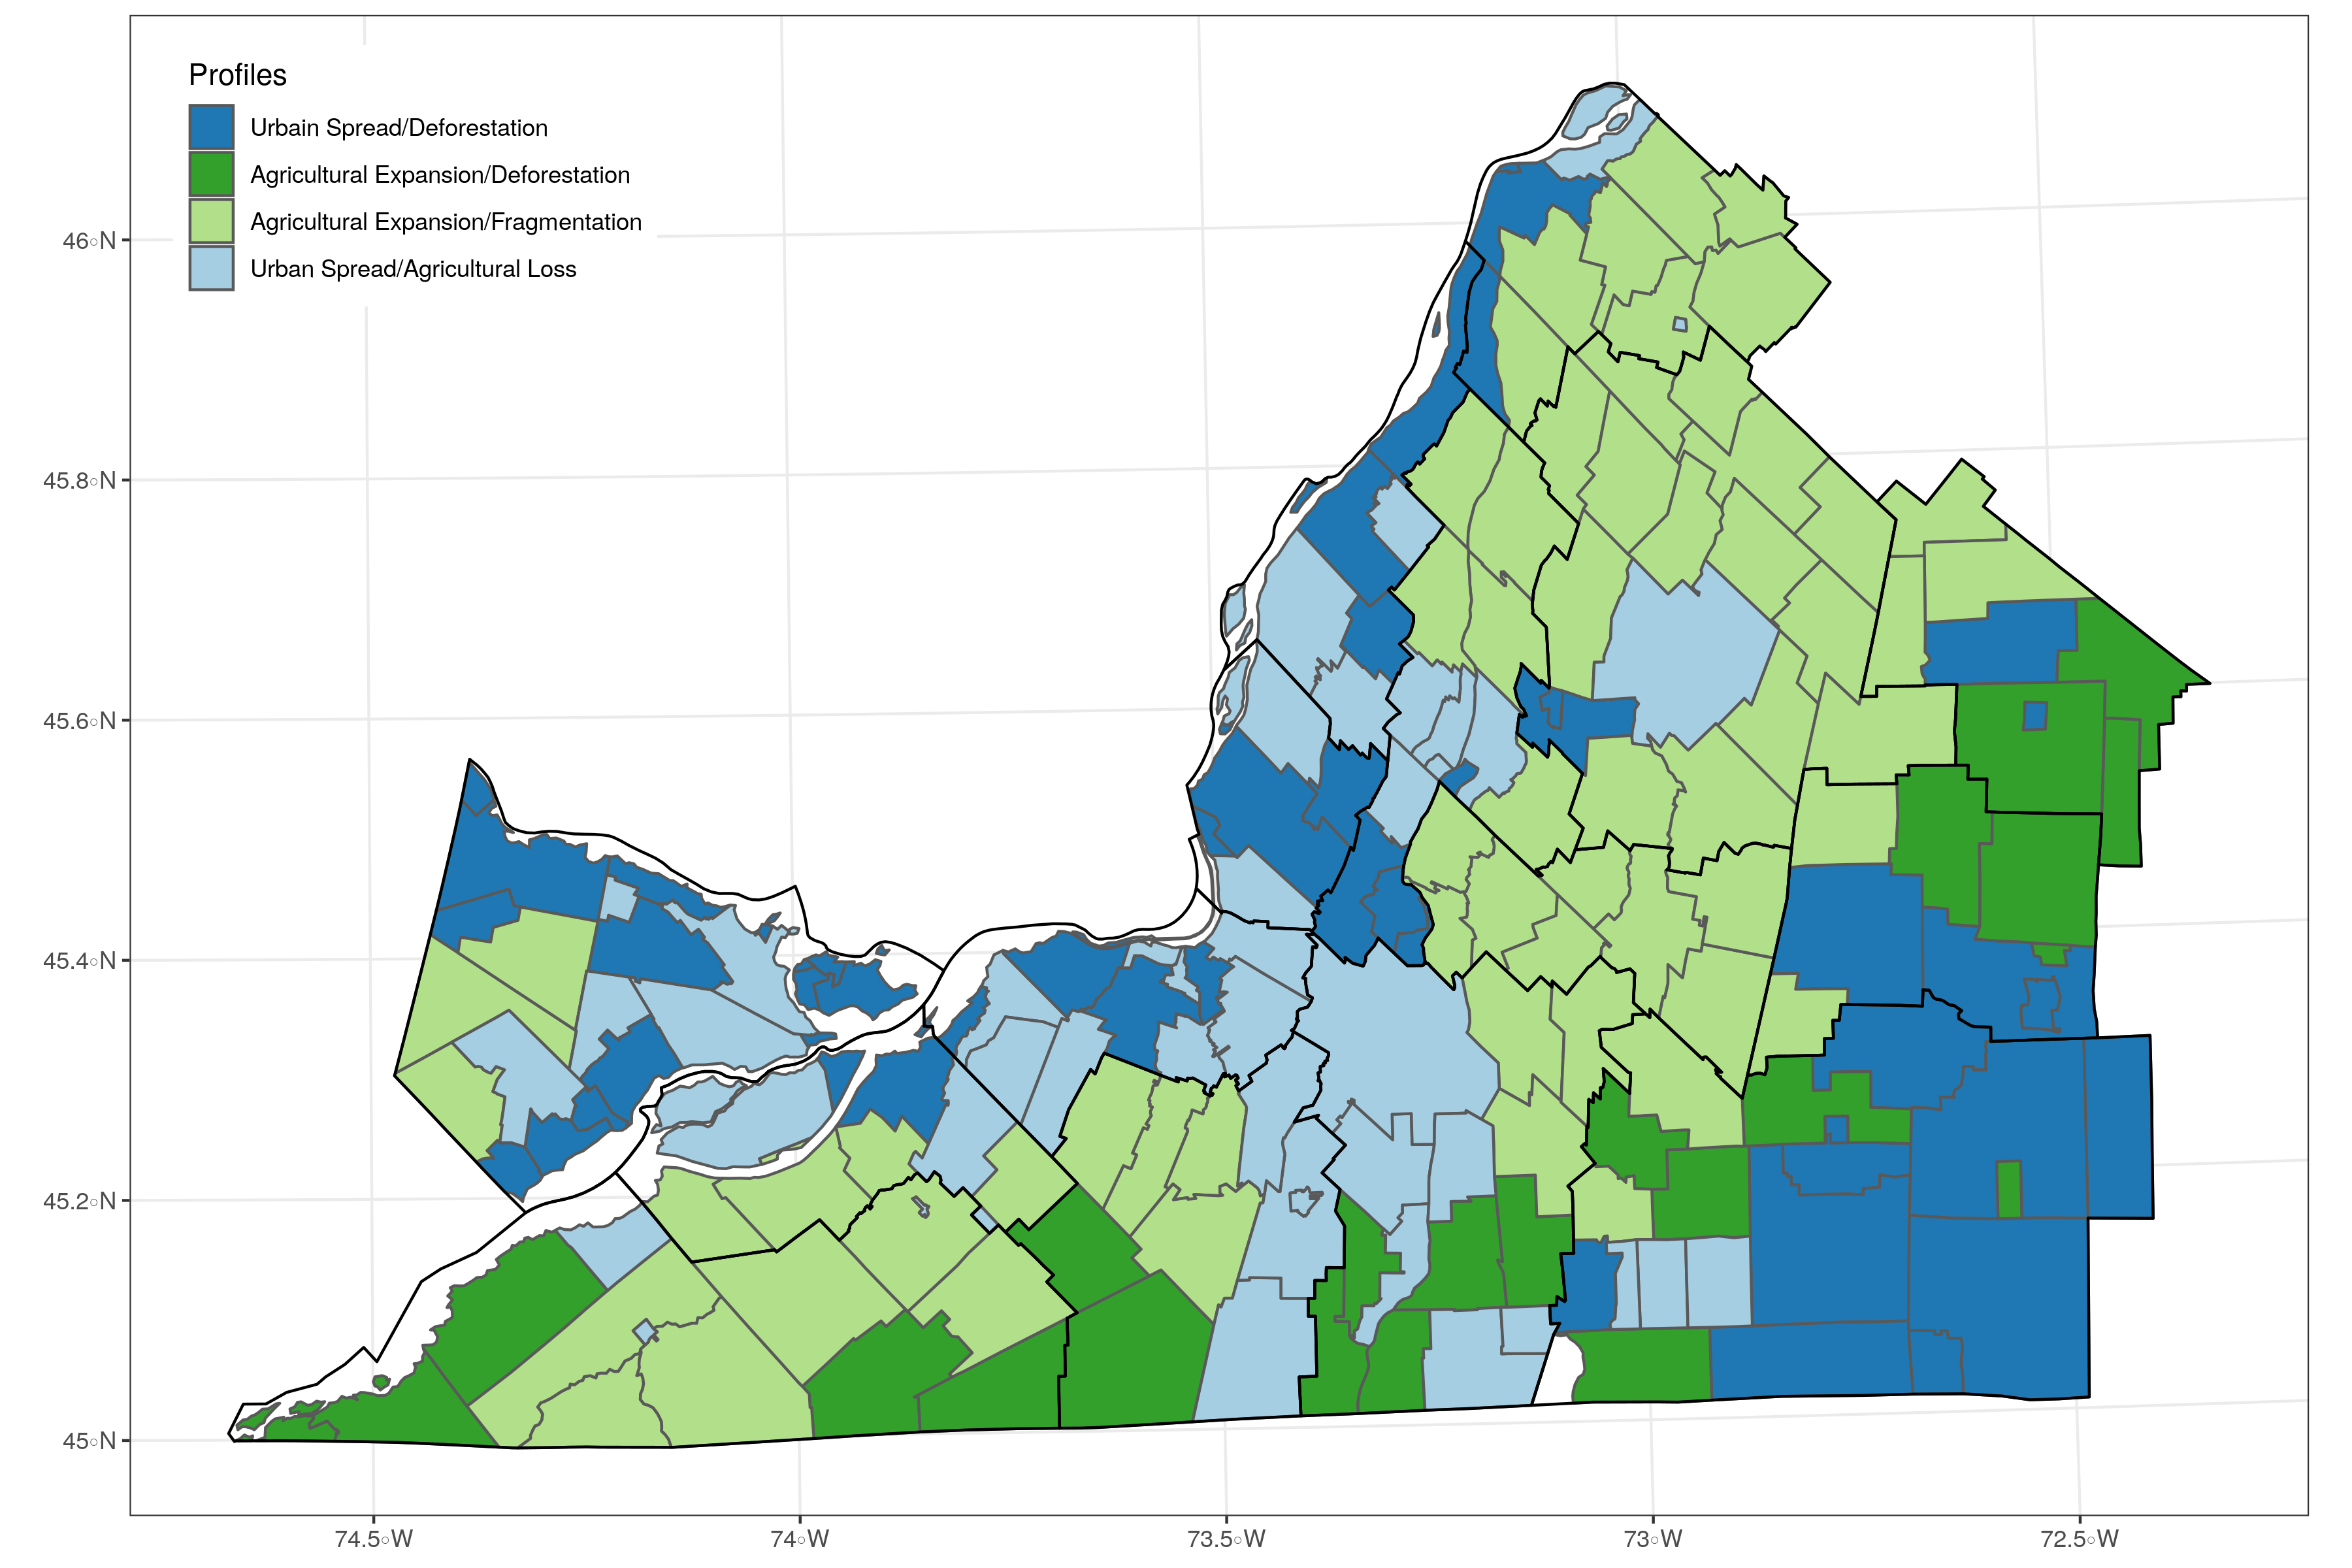 Profiles
Urbain Spread/Deforestation
Agricultural Expansion/Deforestation
Agricultural Expansion/Fragmentation
Urban Spread/Agricultural Loss
46◦N
45.8◦N
45.6◦N
45.4◦N
45.2◦N
45◦N
74.5◦W
74◦W
73.5◦W
73◦W
72.5◦W